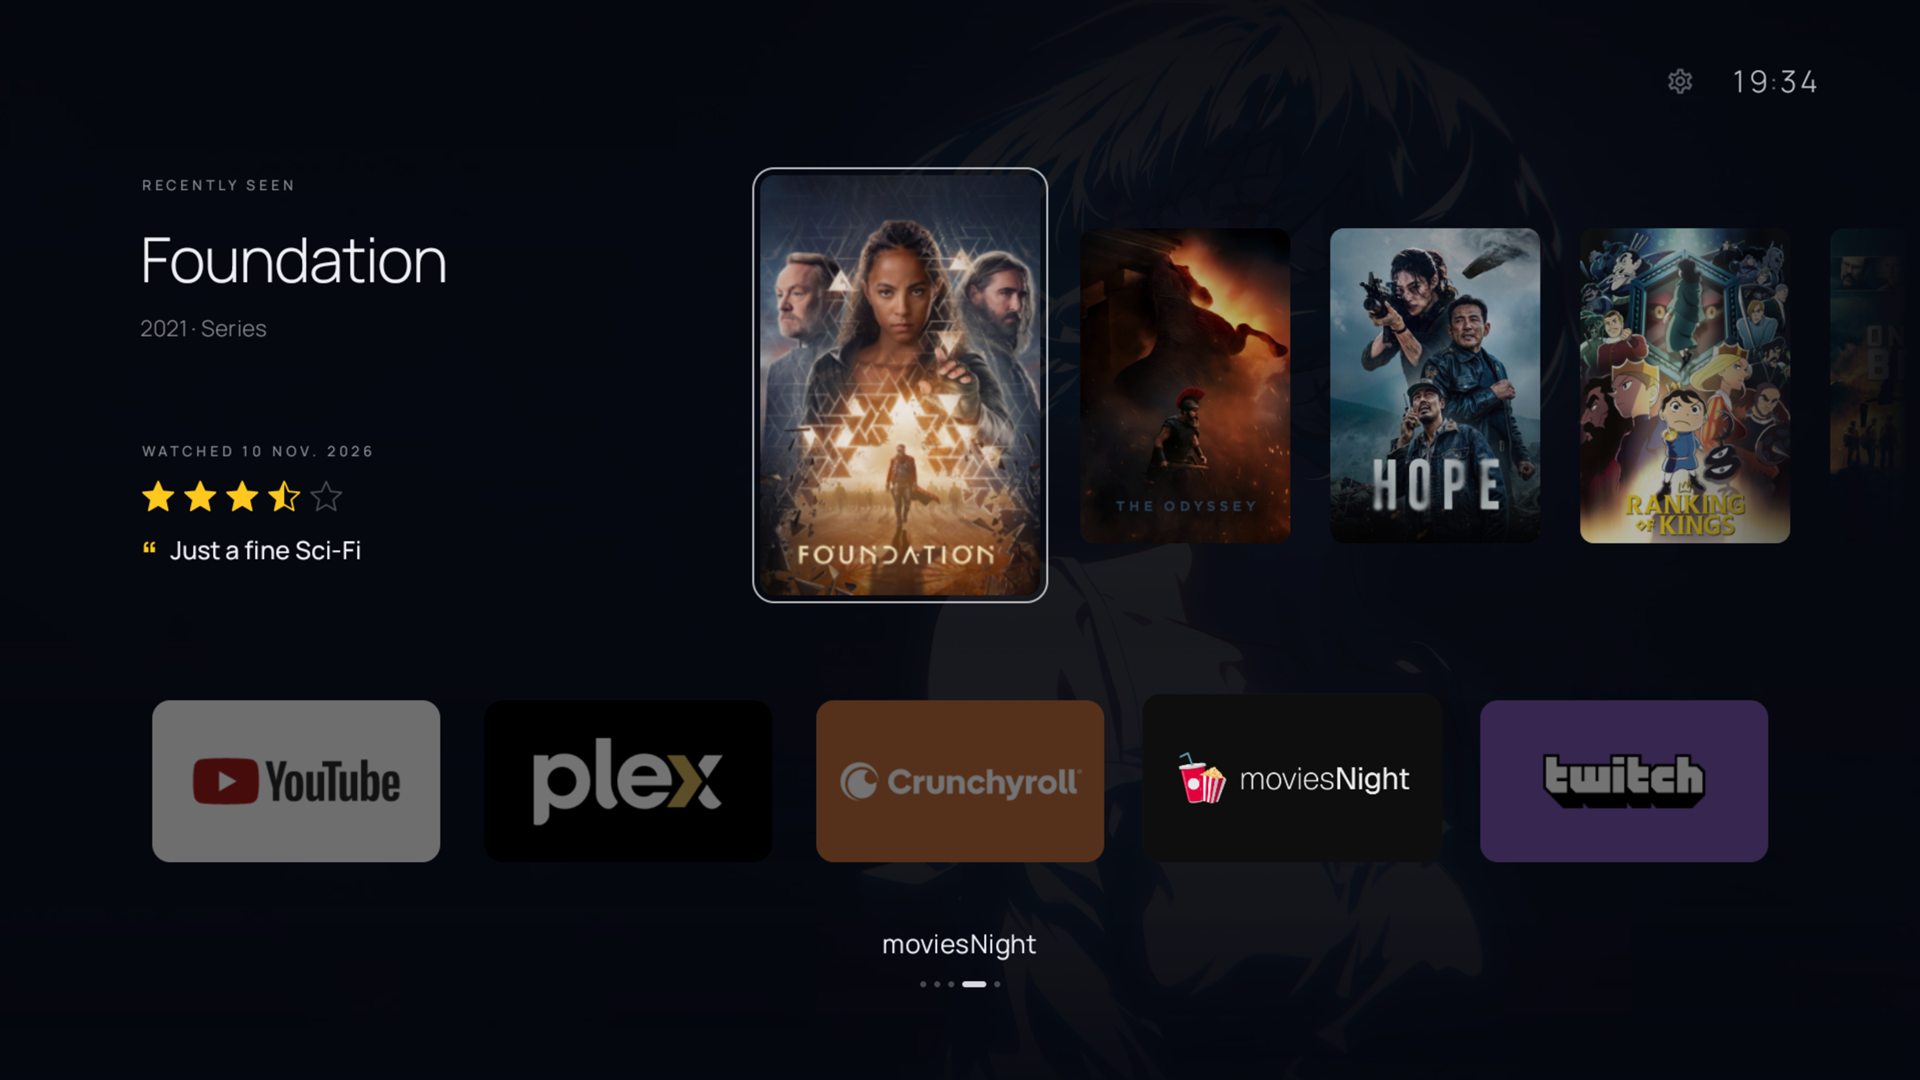 19:34
RECENTLY SEEN
Foundation
2021 · Series
WATCHED 10 NOV. 2026
“ Just a fine Sci-Fi
FOUNDATION
THE ODYSSEY
HOPE
RANKING
OF KINGS
YouTube
plex
Crunchyroll
moviesNight
twitch
moviesNight